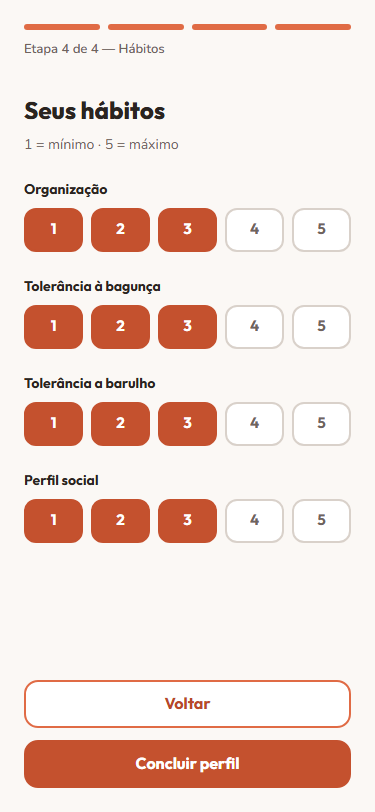 Etapa 4 de 4 — Hábitos
Seus hábitos
1 = mínimo · 5 = máximo
Organização
1 2 3 4 5
Tolerância à bagunça
1 2 3 4 5
Tolerância a barulho
1 2 3 4 5
Perfil social
1 2 3 4 5
Voltar
Concluir perfil